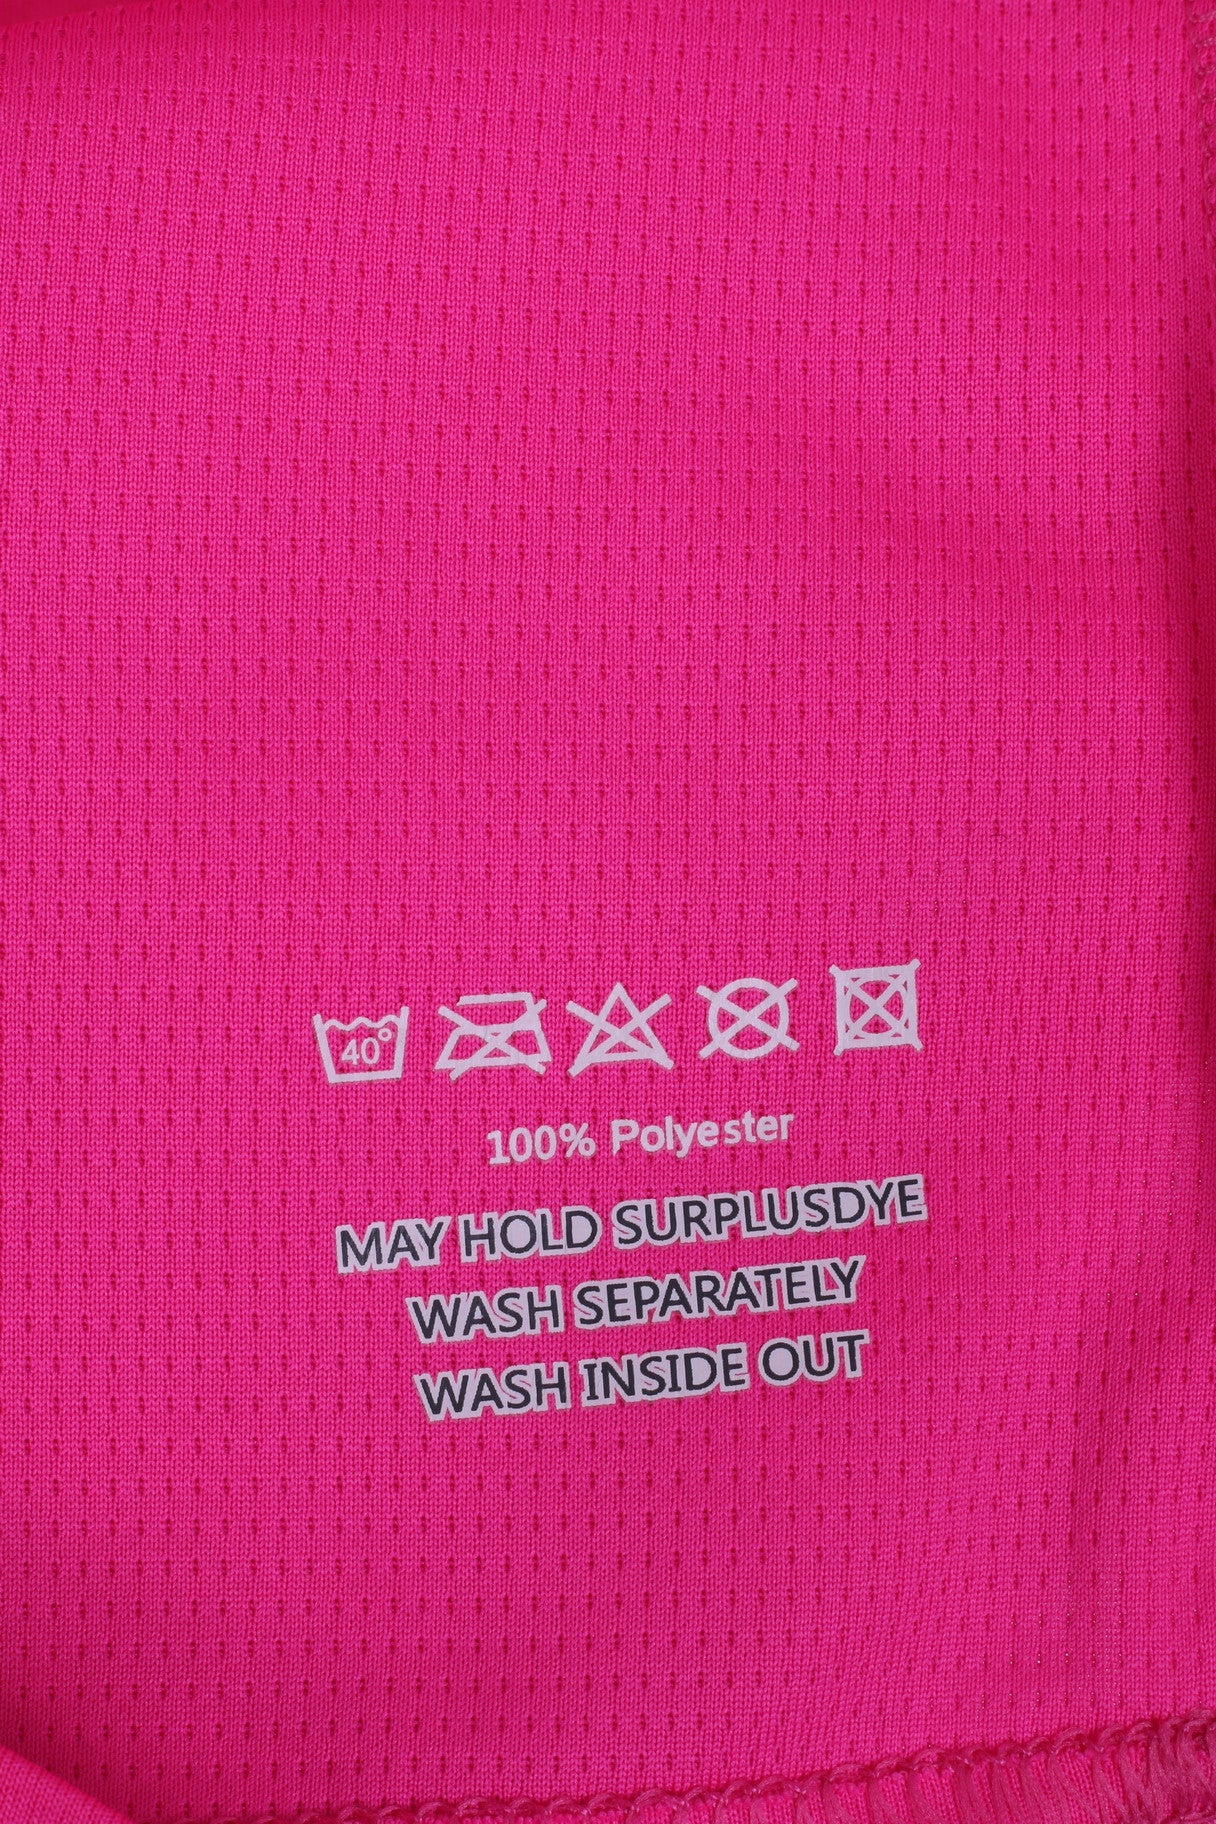 40°
100% Polyester
MAY HOLD SURPLUSDYE
WASH SEPARATELY
WASH INSIDE OUT